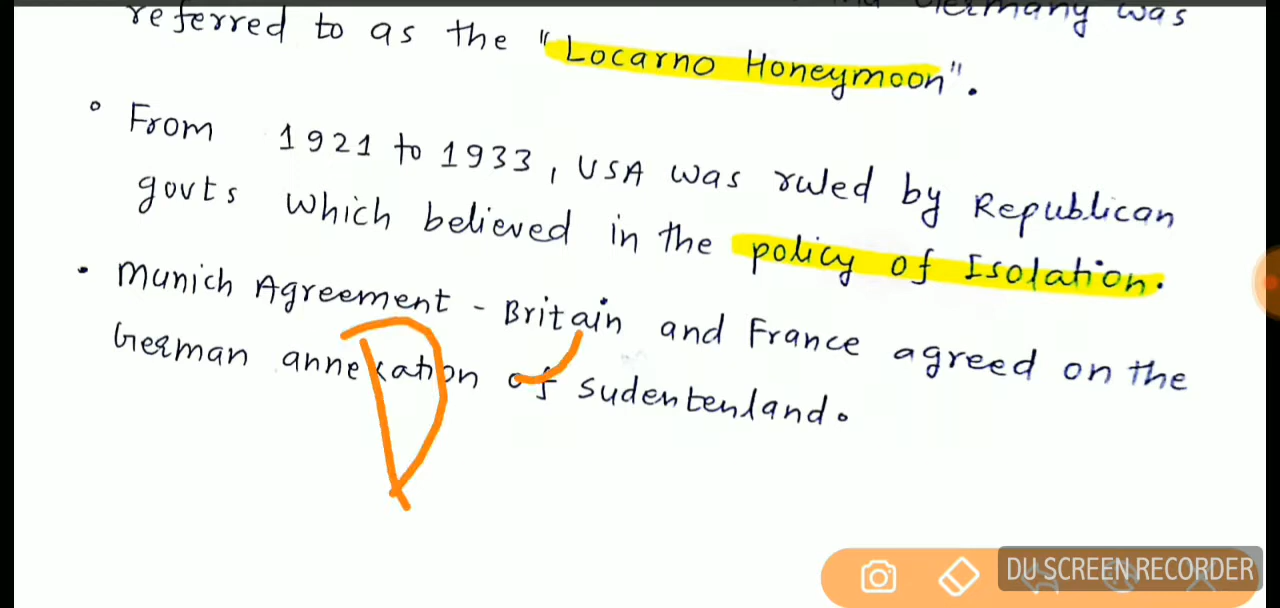 Germany was
referred to as the "Locarno Honeymoon".
• From 1921 to 1933, USA was ruled by Republican
govts which believed in the policy of Isolation.
• Munich Agreement - Britain and France agreed on the
German annexation of Sudentenland.
D
DU SCREEN RECORDER